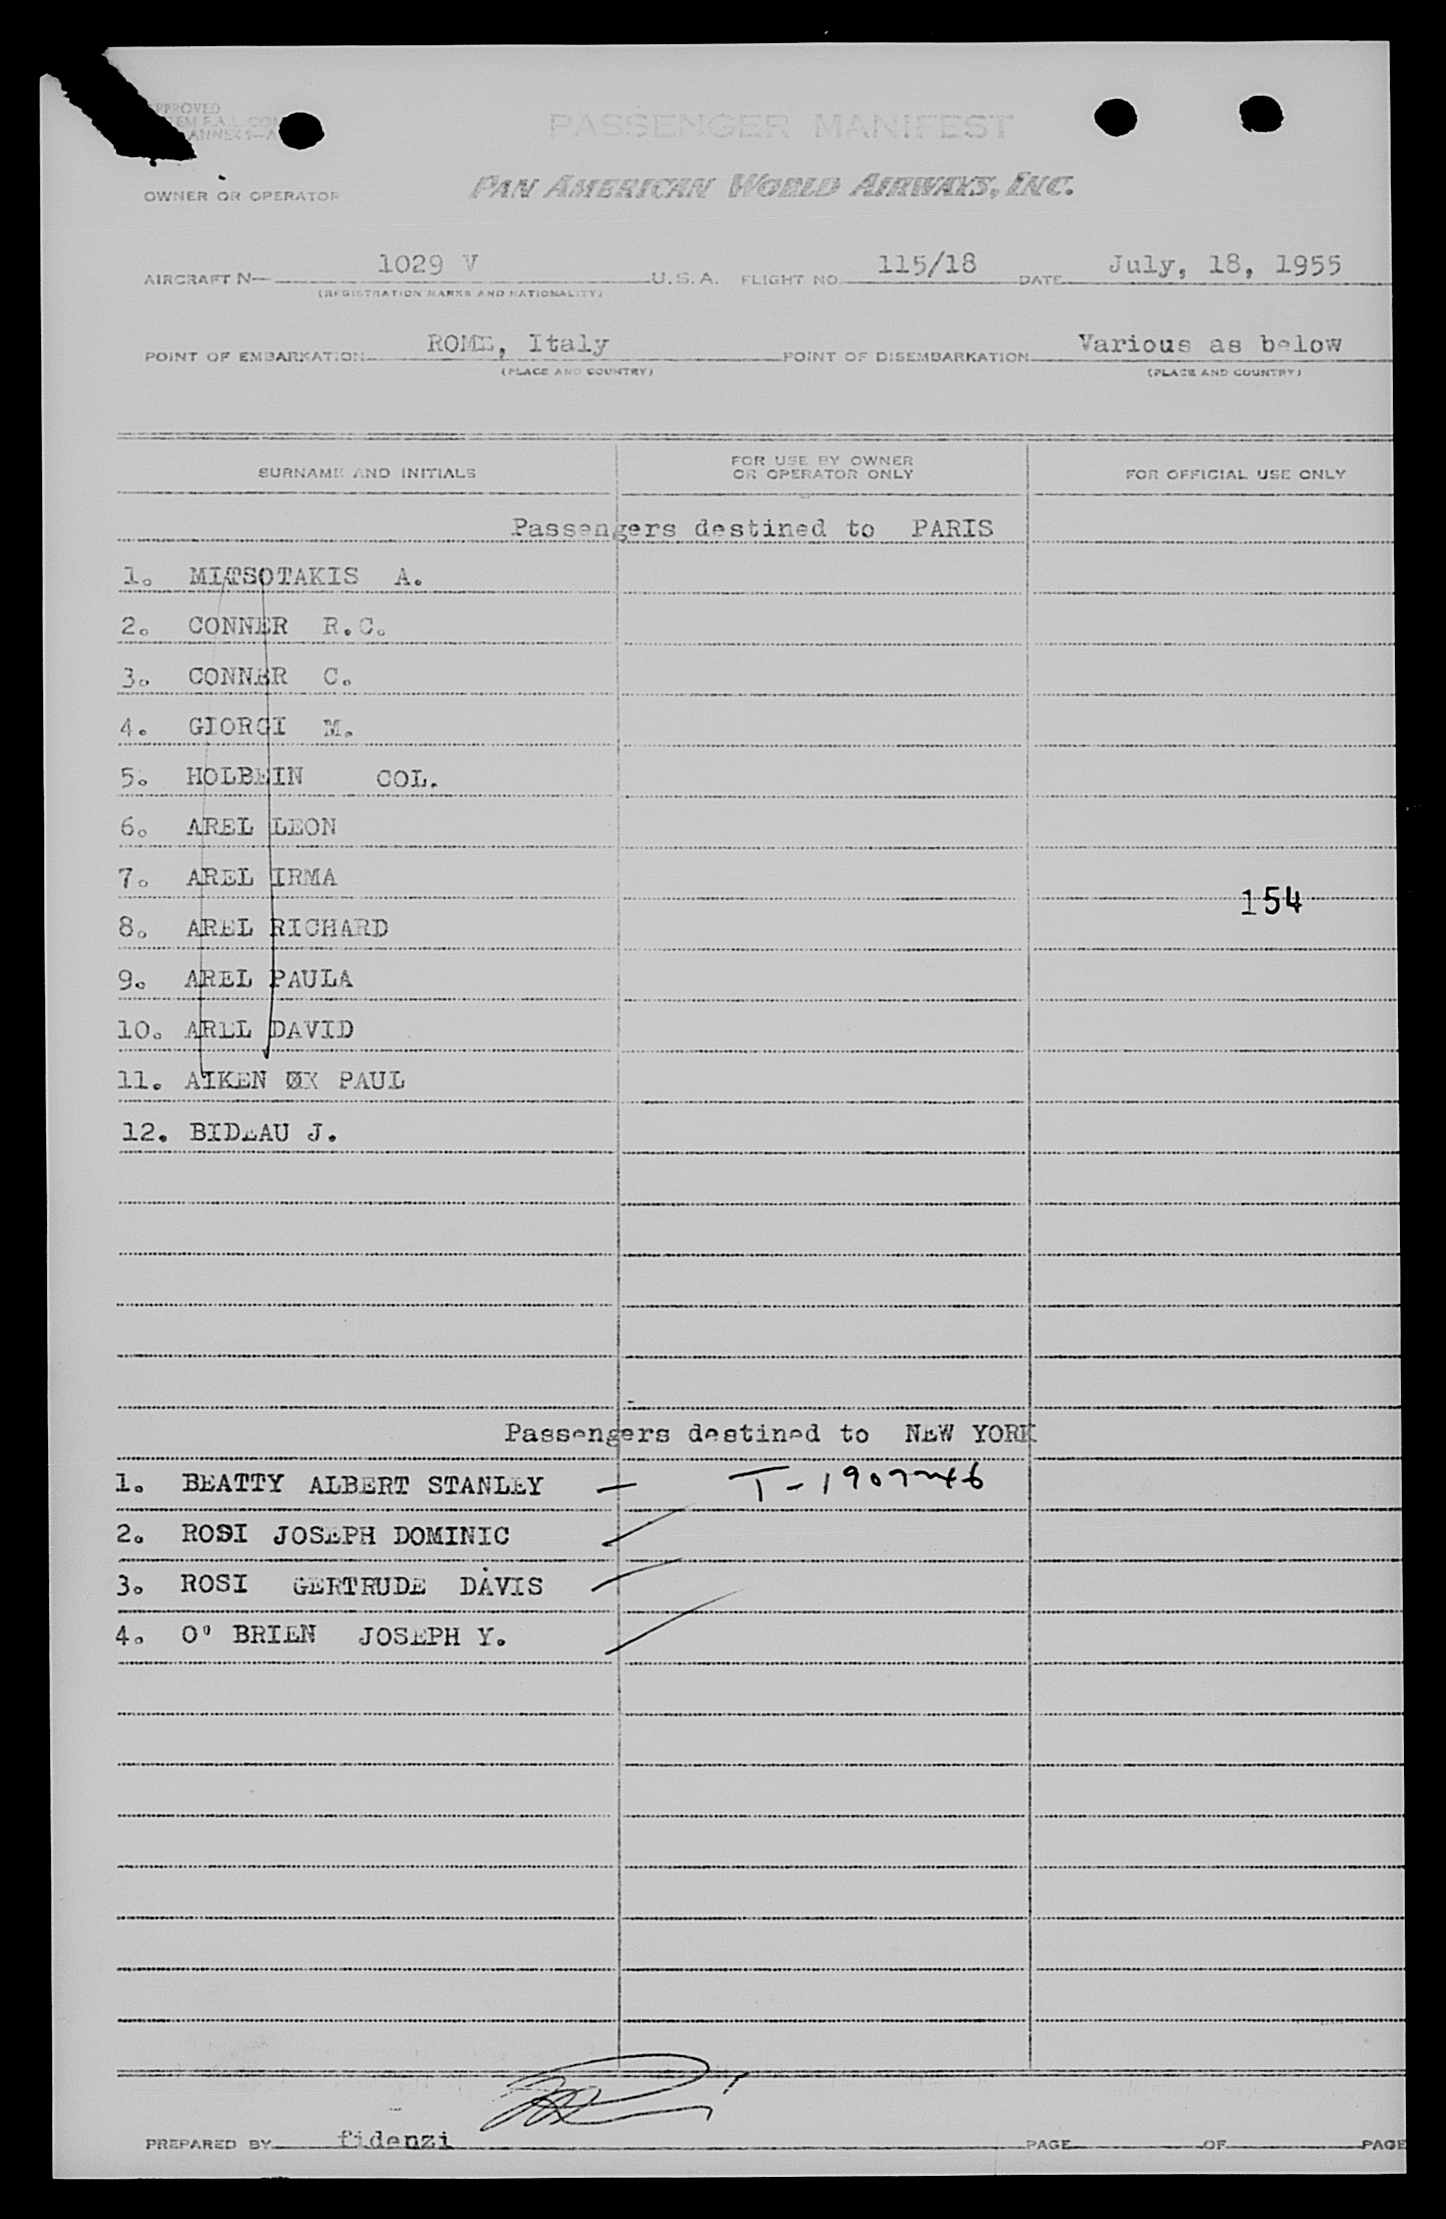 PASSENGER MANIFEST
OWNER OR OPERATOR PAN AMERICAN WORLD AIRWAYS, INC.
AIRCRAFT N— 1029 V U.S.A. FLIGHT NO. 115/18 DATE July, 18, 1955
(REGISTRATION MARKS AND NATIONALITY)
POINT OF EMBARKATION ROME, Italy POINT OF DISEMBARKATION Various as below
(PLACE AND COUNTRY) (PLACE AND COUNTRY)
SURNAME AND INITIALS FOR USE BY OWNER OR OPERATOR ONLY FOR OFFICIAL USE ONLY
Passengers destined to PARIS
1. MITSOTAKIS A.
2. CONNER R.C.
3. CONNER C.
4. GIORGI M.
5. HOLBEIN COL.
6. AREL LEON
7. AREL IRMA
154
8. AREL RICHARD
9. AREL PAULA
10. AREL DAVID
11. AIKEN PAUL
12. BIDEAU J.
Passengers destined to NEW YORK
1. BEATTY ALBERT STANLEY — T-1907746
2. ROSI JOSEPH DOMINIC
3. ROSI GERTRUDE DAVIS
4. O' BRIEN JOSEPH Y.
PREPARED BY fidenzi PAGE OF PAGE